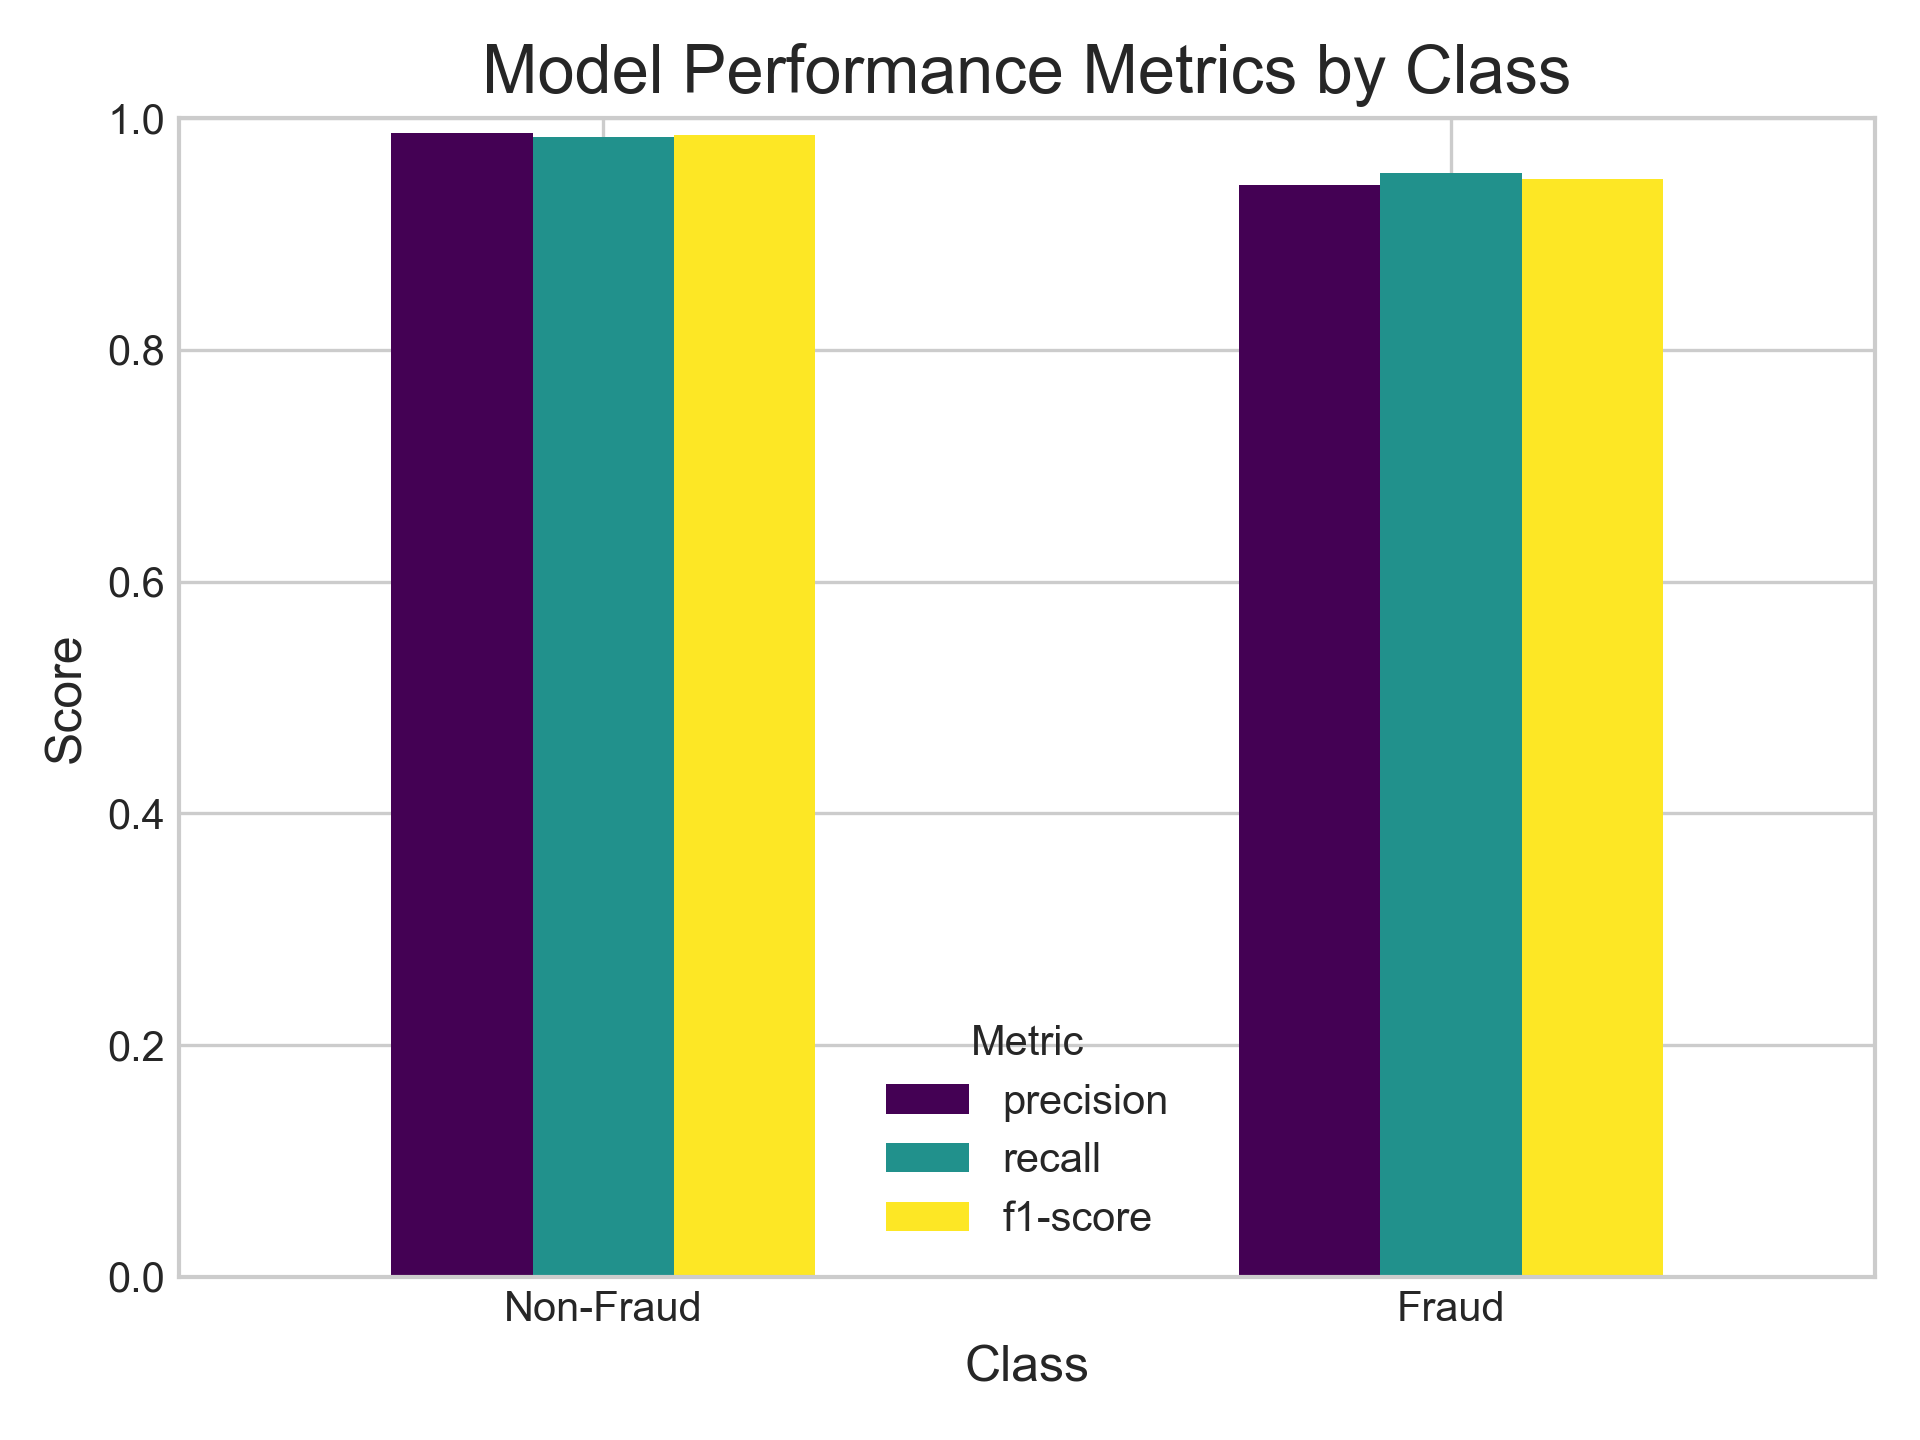 Model Performance Metrics by Class
1.0
0.8
0.6
0.4
0.2
0.0
Score
Metric
precision
recall
f1-score
Non-Fraud
Fraud
Class